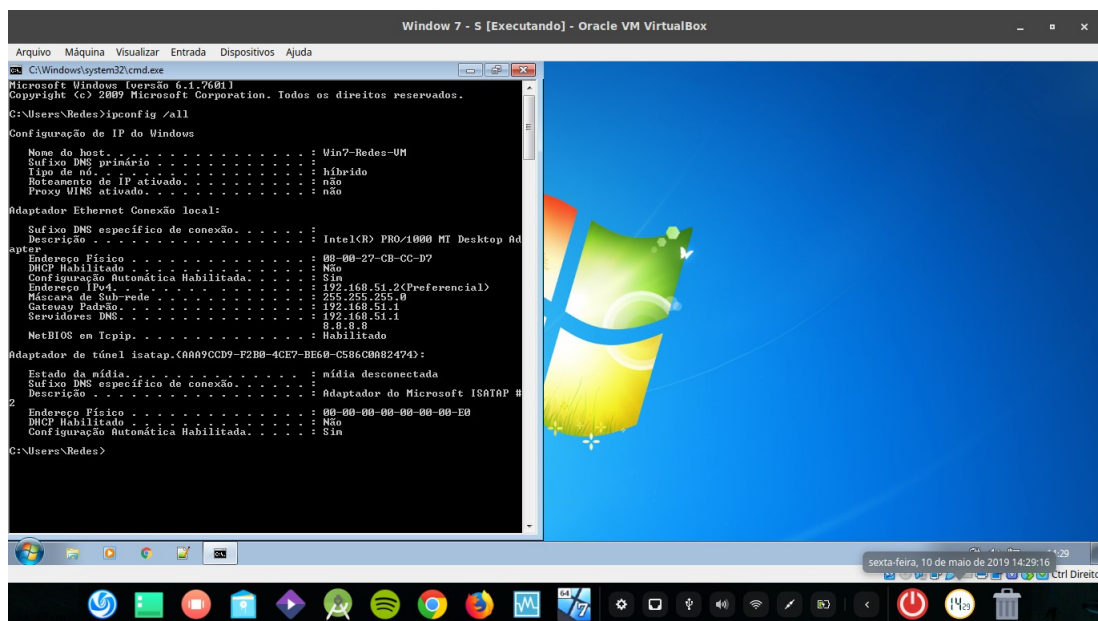 Window 7 - S [Executando] - Oracle VM VirtualBox
Arquivo Máquina Visualizar Entrada Dispositivos Ajuda
C:\Windows\system32\cmd.exe
Microsoft Windows [versão 6.1.7601]
Copyright (c) 2009 Microsoft Corporation. Todos os direitos reservados.
C:\Users\Redes>ipconfig /all
Configuração de IP do Windows
Nome do host. . . . . . . . . . . . . . . . : Win7-Redes-VM
Sufixo DNS primário . . . . . . . . . . . . :
Tipo de nó. . . . . . . . . . . . . . . . . : híbrido
Roteamento de IP ativado. . . . . . . . . . : não
Proxy WINS ativado. . . . . . . . . . . . . : não
Adaptador Ethernet Conexão local:
Sufixo DNS específico de conexão. . . . . . :
Descrição . . . . . . . . . . . . . . . . . : Intel(R) PRO/1000 MT Desktop Ad
apter
Endereço Físico . . . . . . . . . . . . . . : 08-00-27-CB-CC-D7
DHCP Habilitado . . . . . . . . . . . . . . : Não
Configuração Automática Habilitada. . . . . : Sim
Endereço IPv4. . . . . . . . . . . . . . . : 192.168.51.2(Preferencial)
Máscara de Sub-rede . . . . . . . . . . . . : 255.255.255.0
Gateway Padrão. . . . . . . . . . . . . . . : 192.168.51.1
Servidores DNS. . . . . . . . . . . . . . . : 192.168.51.1
8.8.8.8
NetBIOS em Tcpip. . . . . . . . . . . . . . : Habilitado
Adaptador de túnel isatap.{AAA9CCD9-F2B0-4CE7-BE60-C586C0A82474}:
Estado da mídia. . . . . . . . . . . . . . : mídia desconectada
Sufixo DNS específico de conexão. . . . . . :
Descrição . . . . . . . . . . . . . . . . . : Adaptador do Microsoft ISATAP #
2
Endereço Físico . . . . . . . . . . . . . . : 00-00-00-00-00-00-00-E0
DHCP Habilitado . . . . . . . . . . . . . . : Não
Configuração Automática Habilitada. . . . . : Sim
C:\Users\Redes>
sexta-feira, 10 de maio de 2019 14:29:16
Ctrl Direito
64
14:29